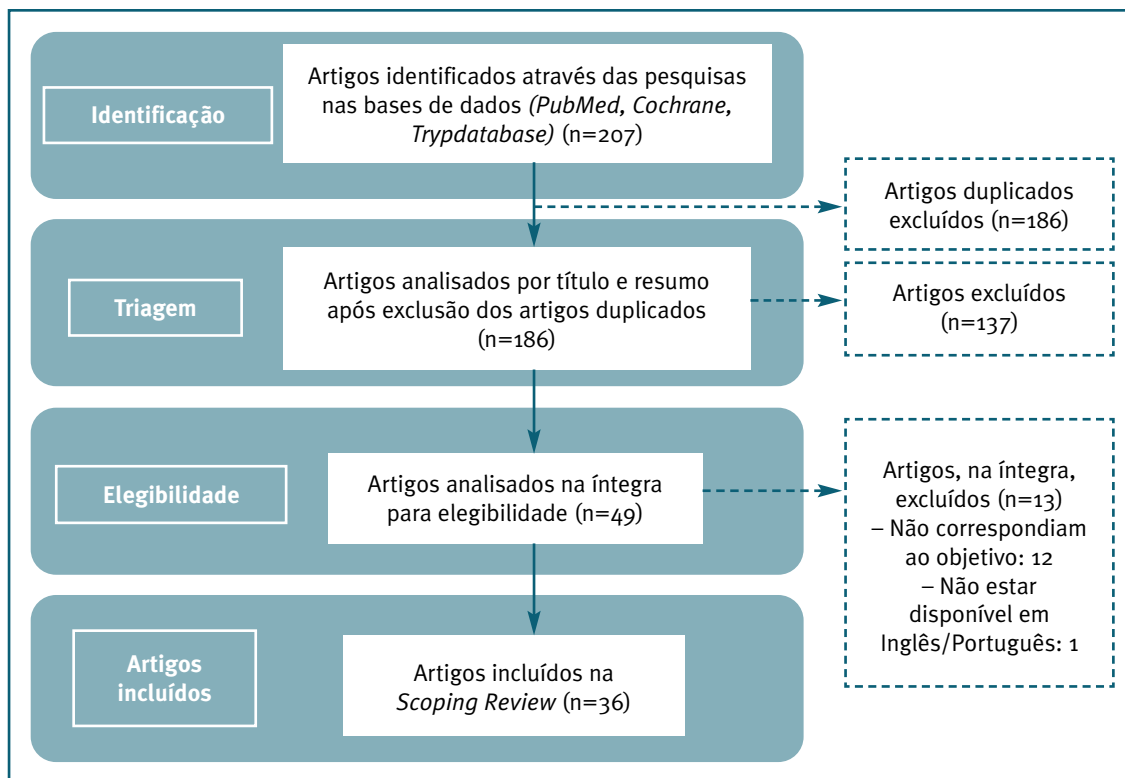 Identificação
Artigos identificados através das pesquisas
nas bases de dados (PubMed, Cochrane,
Trypdatabase) (n=207)
Artigos duplicados
excluídos (n=186)
Triagem
Artigos analisados por título e resumo
após exclusão dos artigos duplicados
(n=186)
Artigos excluídos
(n=137)
Elegibilidade
Artigos analisados na íntegra
para elegibilidade (n=49)
Artigos, na íntegra,
excluídos (n=13)
– Não correspondiam
ao objetivo: 12
– Não estar
disponível em
Inglês/Português: 1
Artigos
incluídos
Artigos incluídos na
Scoping Review (n=36)